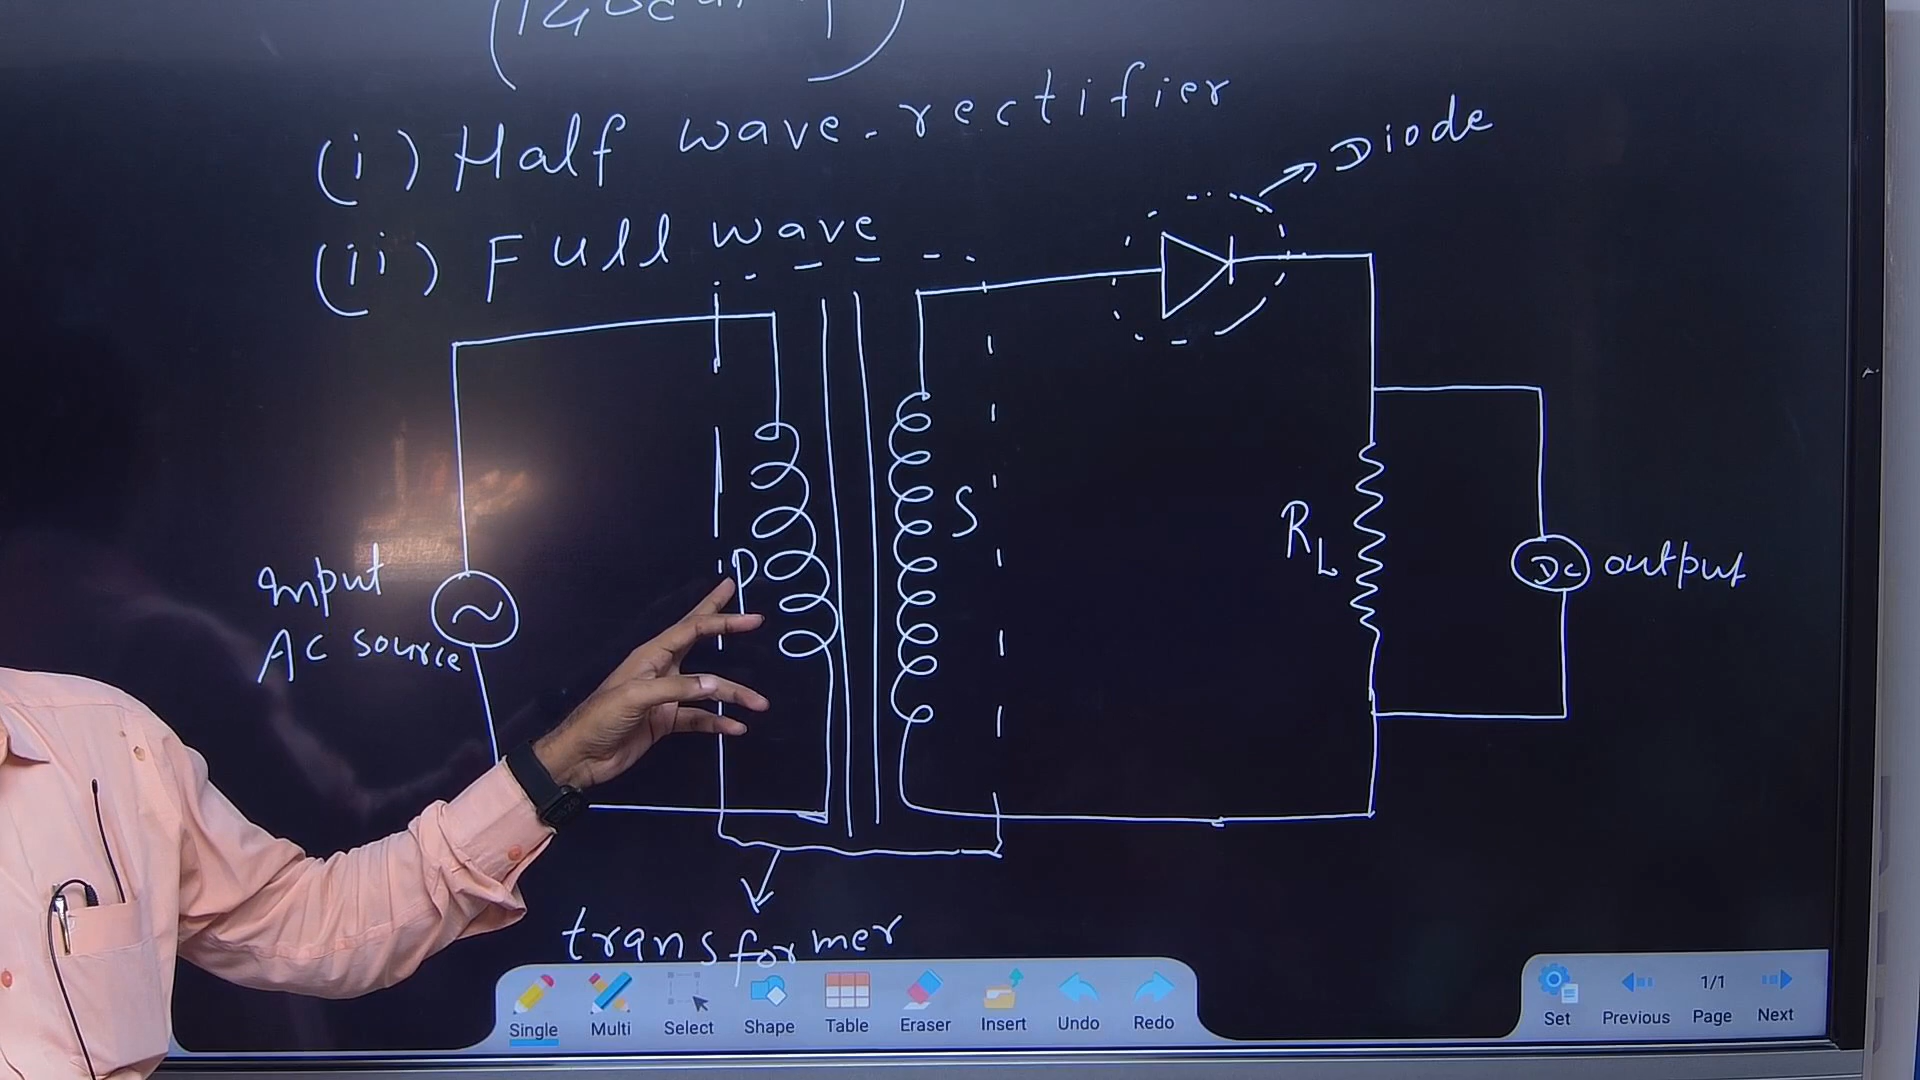 (i) Half wave-rectifier
(ii) Full wave
Diode
P
S
RL
Input
AC source
DC output
transformer
Single
Multi
Select
Shape
Table
Eraser
Insert
Undo
Redo
Set
Previous
1/1
Page
Next